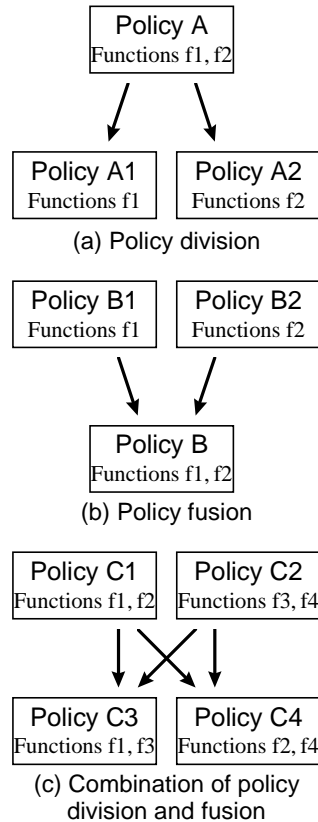 Policy A
Functions f1, f2
Policy A1
Functions f1
Policy A2
Functions f2
(a) Policy division
Policy B1
Functions f1
Policy B2
Functions f2
Policy B
Functions f1, f2
(b) Policy fusion
Policy C1
Functions f1, f2
Policy C2
Functions f3, f4
Policy C3
Functions f1, f3
Policy C4
Functions f2, f4
(c) Combination of policy
division and fusion